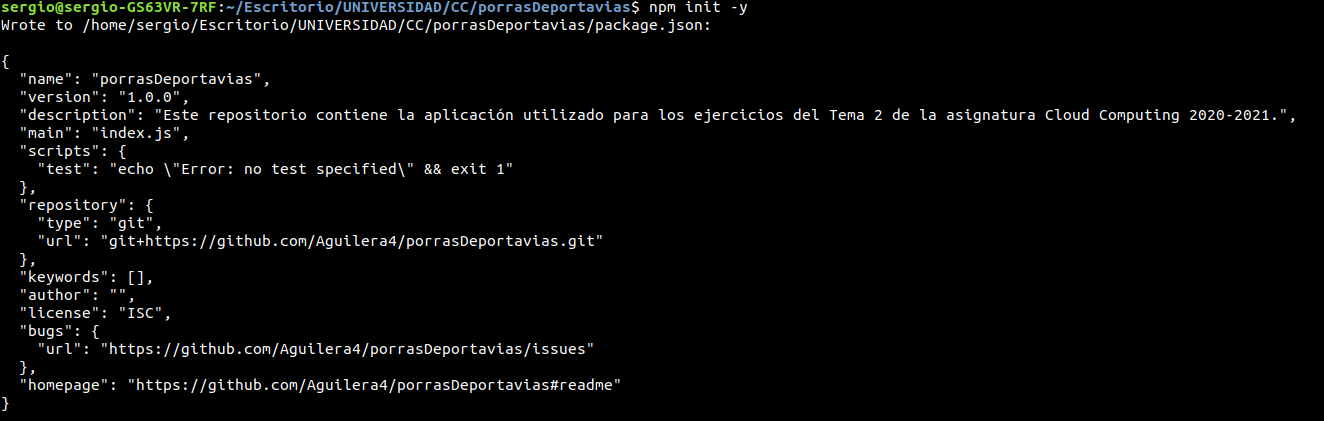 sergio@sergio-GS63VR-7RF:~/Escritorio/UNIVERSIDAD/CC/porrasDeportavias$ npm init -y
Wrote to /home/sergio/Escritorio/UNIVERSIDAD/CC/porrasDeportavias/package.json:

{
  "name": "porrasDeportavias",
  "version": "1.0.0",
  "description": "Este repositorio contiene la aplicación utilizado para los ejercicios del Tema 2 de la asignatura Cloud Computing 2020-2021.",
  "main": "index.js",
  "scripts": {
    "test": "echo \"Error: no test specified\" && exit 1"
  },
  "repository": {
    "type": "git",
    "url": "git+https://github.com/Aguilera4/porrasDeportavias.git"
  },
  "keywords": [],
  "author": "",
  "license": "ISC",
  "bugs": {
    "url": "https://github.com/Aguilera4/porrasDeportavias/issues"
  },
  "homepage": "https://github.com/Aguilera4/porrasDeportavias#readme"
}